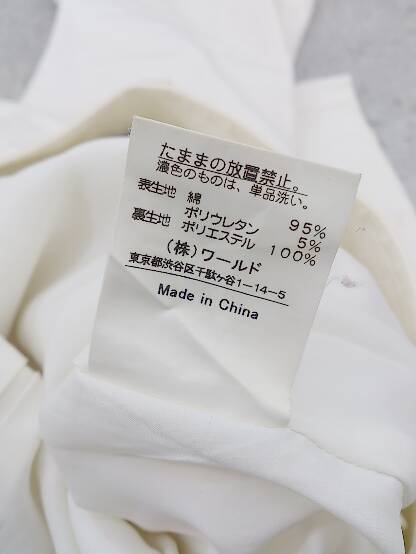 たままの放置禁止。
濃色のものは、単品洗い。
表生地 綿 95%
ポリウレタン 5%
裏生地 ポリエステル 100%
(株)ワールド
東京都渋谷区千駄ヶ谷1-14-5
Made in China